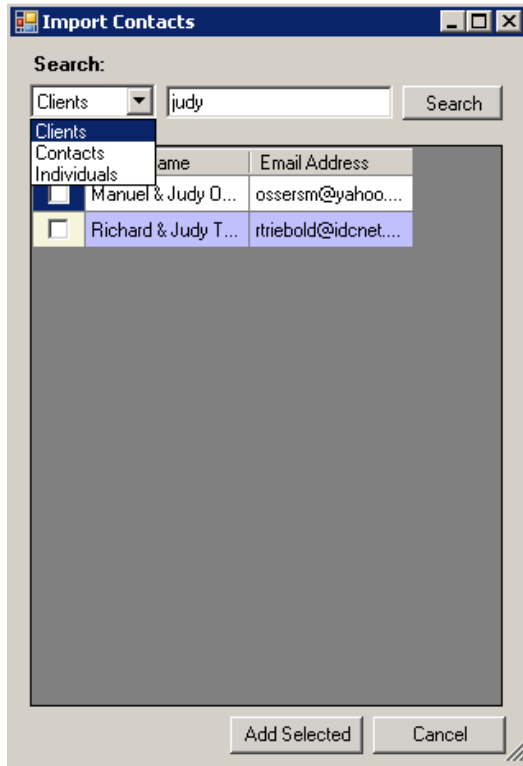 Import Contacts
Search:
Clients judy Search
Clients
Contacts
Individuals
ame Email Address
Manuel & Judy O... ossersm@yahoo....
Richard & Judy T... rtriebold@idcnet....
Add Selected Cancel